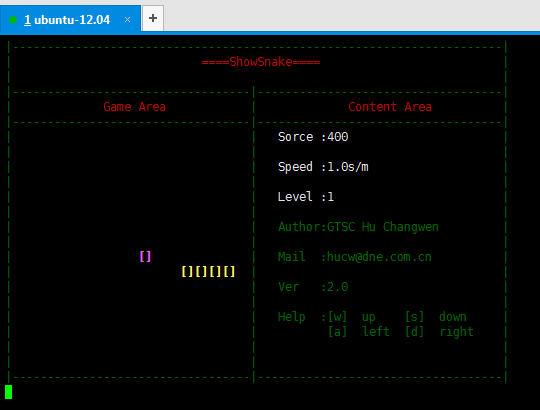 1 ubuntu-12.04 × +
====ShowSnake====
Game Area
Content Area
Sorce :400
Speed :1.0s/m
Level :1
Author:GTSC Hu Changwen
[]
Mail :hucw@dne.com.cn
[][][][]
Ver :2.0
Help :[w] up [s] down
[a] left [d] right